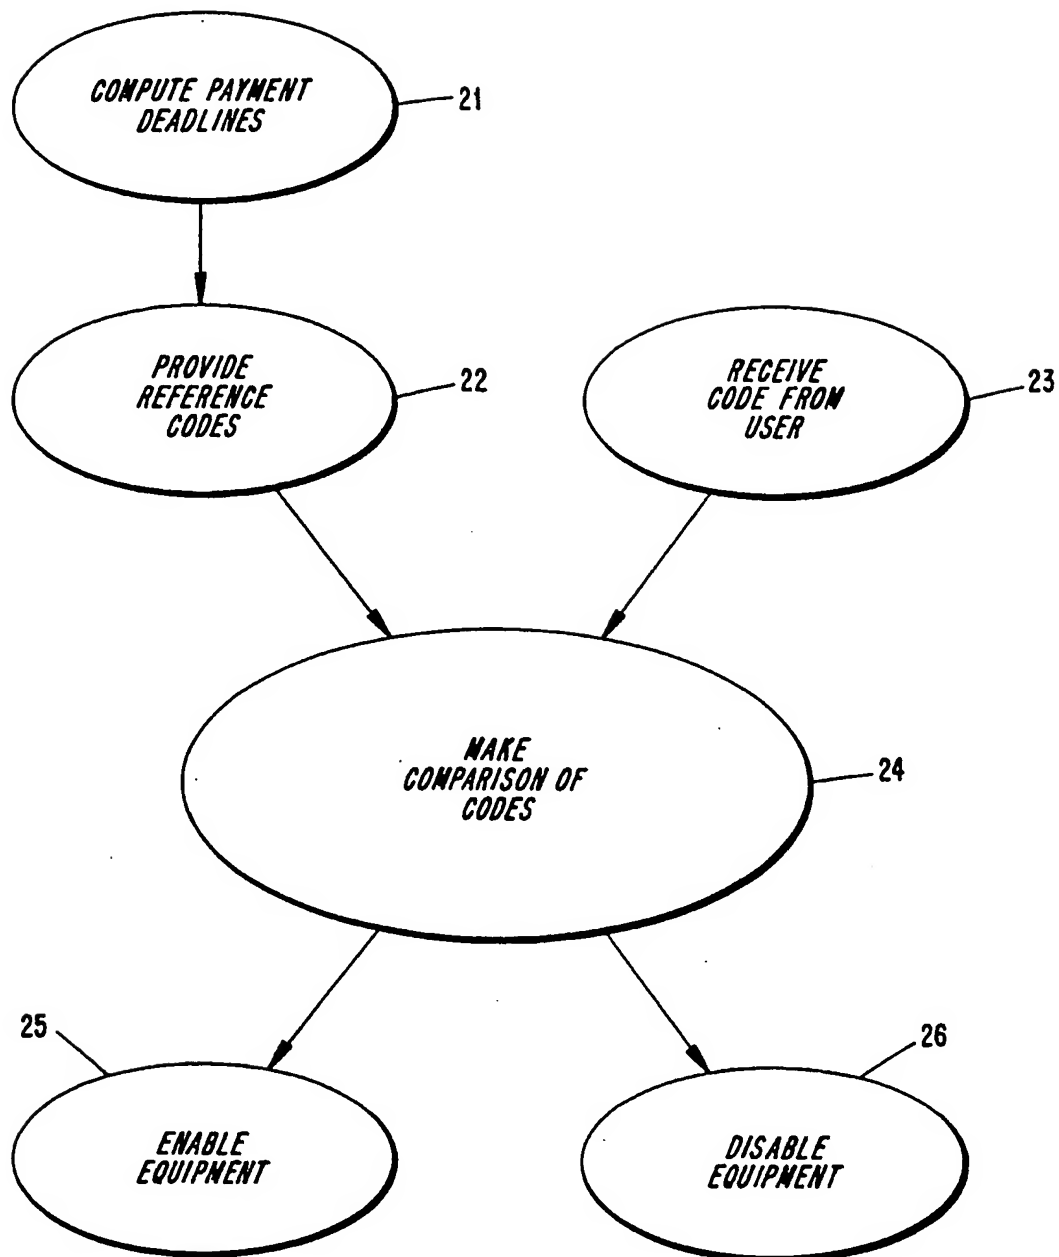 COMPUTE PAYMENT
DEADLINES
21
PROVIDE
REFERENCE
CODES
22
RECEIVE
CODE FROM
USER
23
MAKE
COMPARISON OF
CODES
24
25
ENABLE
EQUIPMENT
26
DISABLE
EQUIPMENT